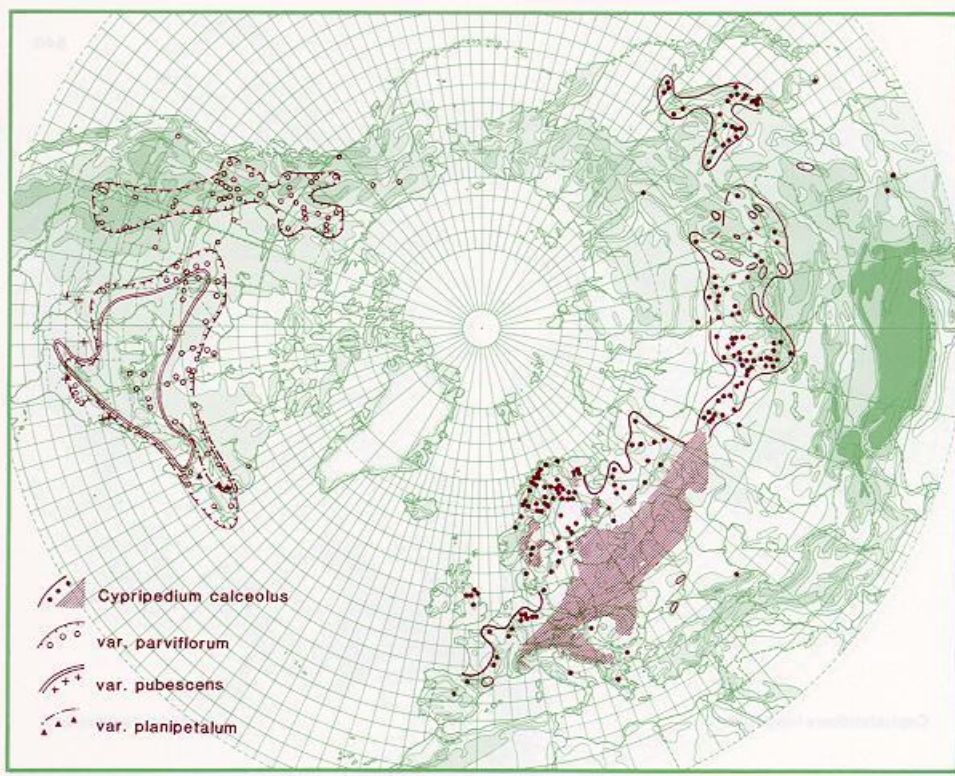 Cypripedium calceolus
var. parviflorum
var. pubescens
var. planipetalum